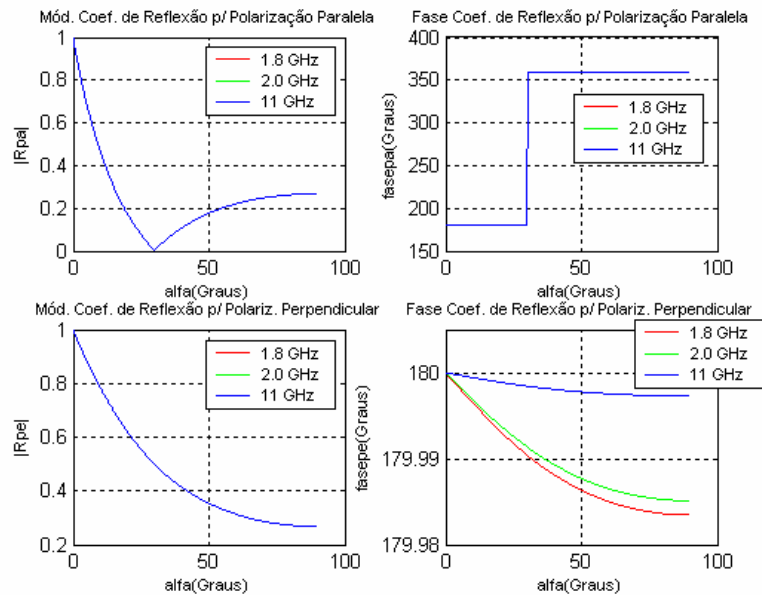 Mód. Coef. de Reflexão p/ Polarização Paralela
1
0.8
0.6
0.4
0.2
0
|Rpa|
1.8 GHz
2.0 GHz
11 GHz
0
50
100
alfa(Graus)
Fase Coef. de Reflexão p/ Polarização Paralela
400
350
300
250
200
150
fasepa(Graus)
1.8 GHz
2.0 GHz
11 GHz
0
50
100
alfa(Graus)
Mód. Coef. de Reflexão p/ Polariz. Perpendicular
1
0.8
0.6
0.4
0.2
|Rpe|
1.8 GHz
2.0 GHz
11 GHz
0
50
100
alfa(Graus)
Fase Coef. de Reflexão p/ Polariz. Perpendicular
180
179.99
179.98
fasepe(Graus)
1.8 GHz
2.0 GHz
11 GHz
0
50
100
alfa(Graus)